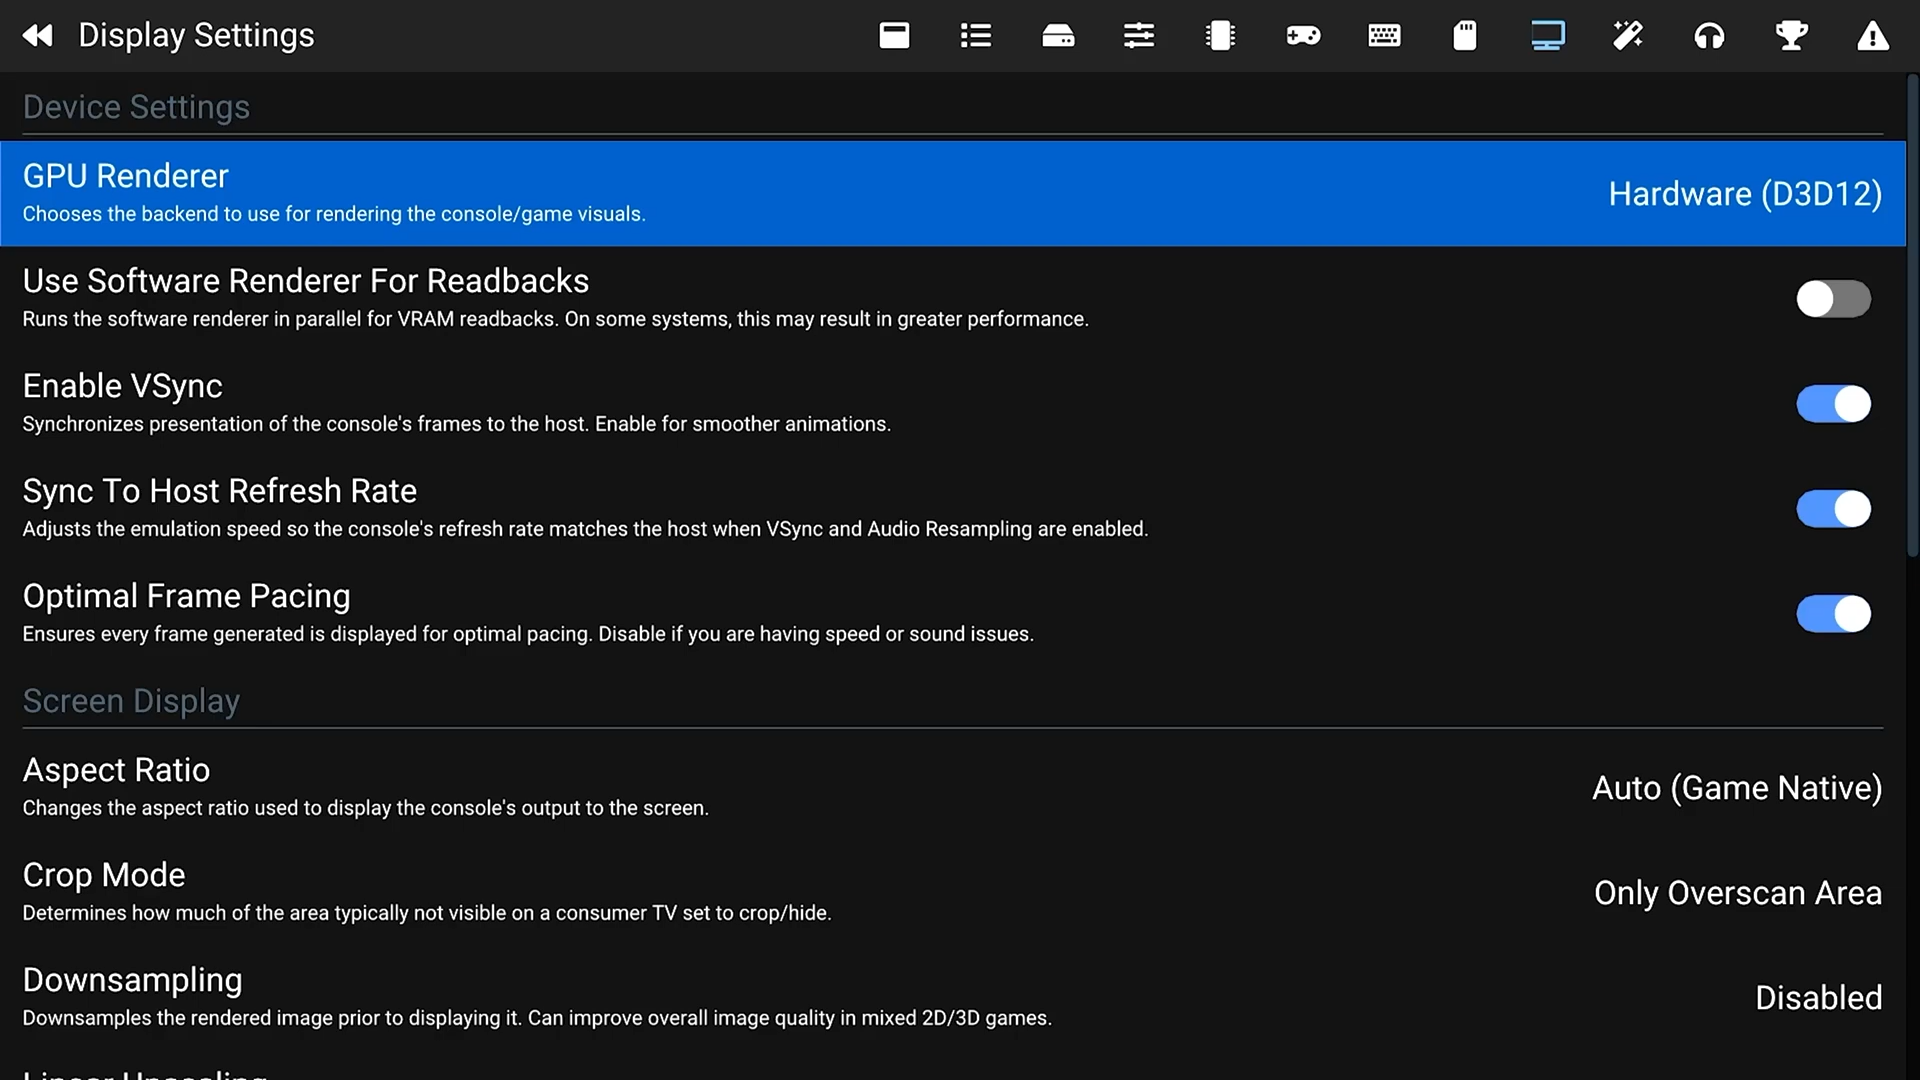 Display Settings
Device Settings
GPU Renderer
Chooses the backend to use for rendering the console/game visuals.
Hardware (D3D12)
Use Software Renderer For Readbacks
Runs the software renderer in parallel for VRAM readbacks. On some systems, this may result in greater performance.
Enable VSync
Synchronizes presentation of the console's frames to the host. Enable for smoother animations.
Sync To Host Refresh Rate
Adjusts the emulation speed so the console's refresh rate matches the host when VSync and Audio Resampling are enabled.
Optimal Frame Pacing
Ensures every frame generated is displayed for optimal pacing. Disable if you are having speed or sound issues.
Screen Display
Aspect Ratio
Changes the aspect ratio used to display the console's output to the screen.
Auto (Game Native)
Crop Mode
Determines how much of the area typically not visible on a consumer TV set to crop/hide.
Only Overscan Area
Downsampling
Downsamples the rendered image prior to displaying it. Can improve overall image quality in mixed 2D/3D games.
Disabled